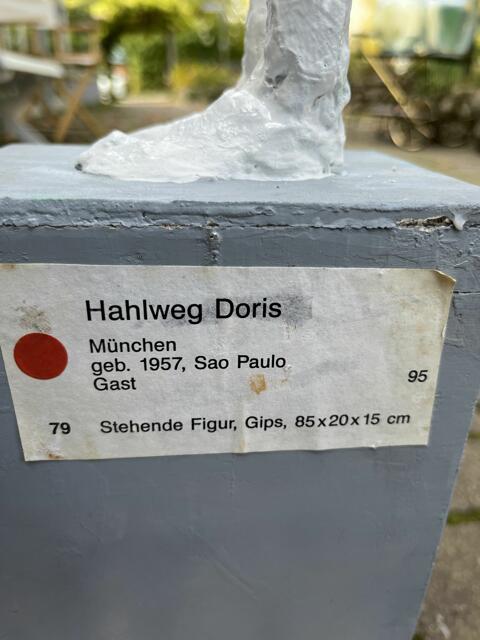 Hahlweg Doris
München
geb. 1957, Sao Paulo
Gast
95
79 Stehende Figur, Gips, 85x20x15 cm